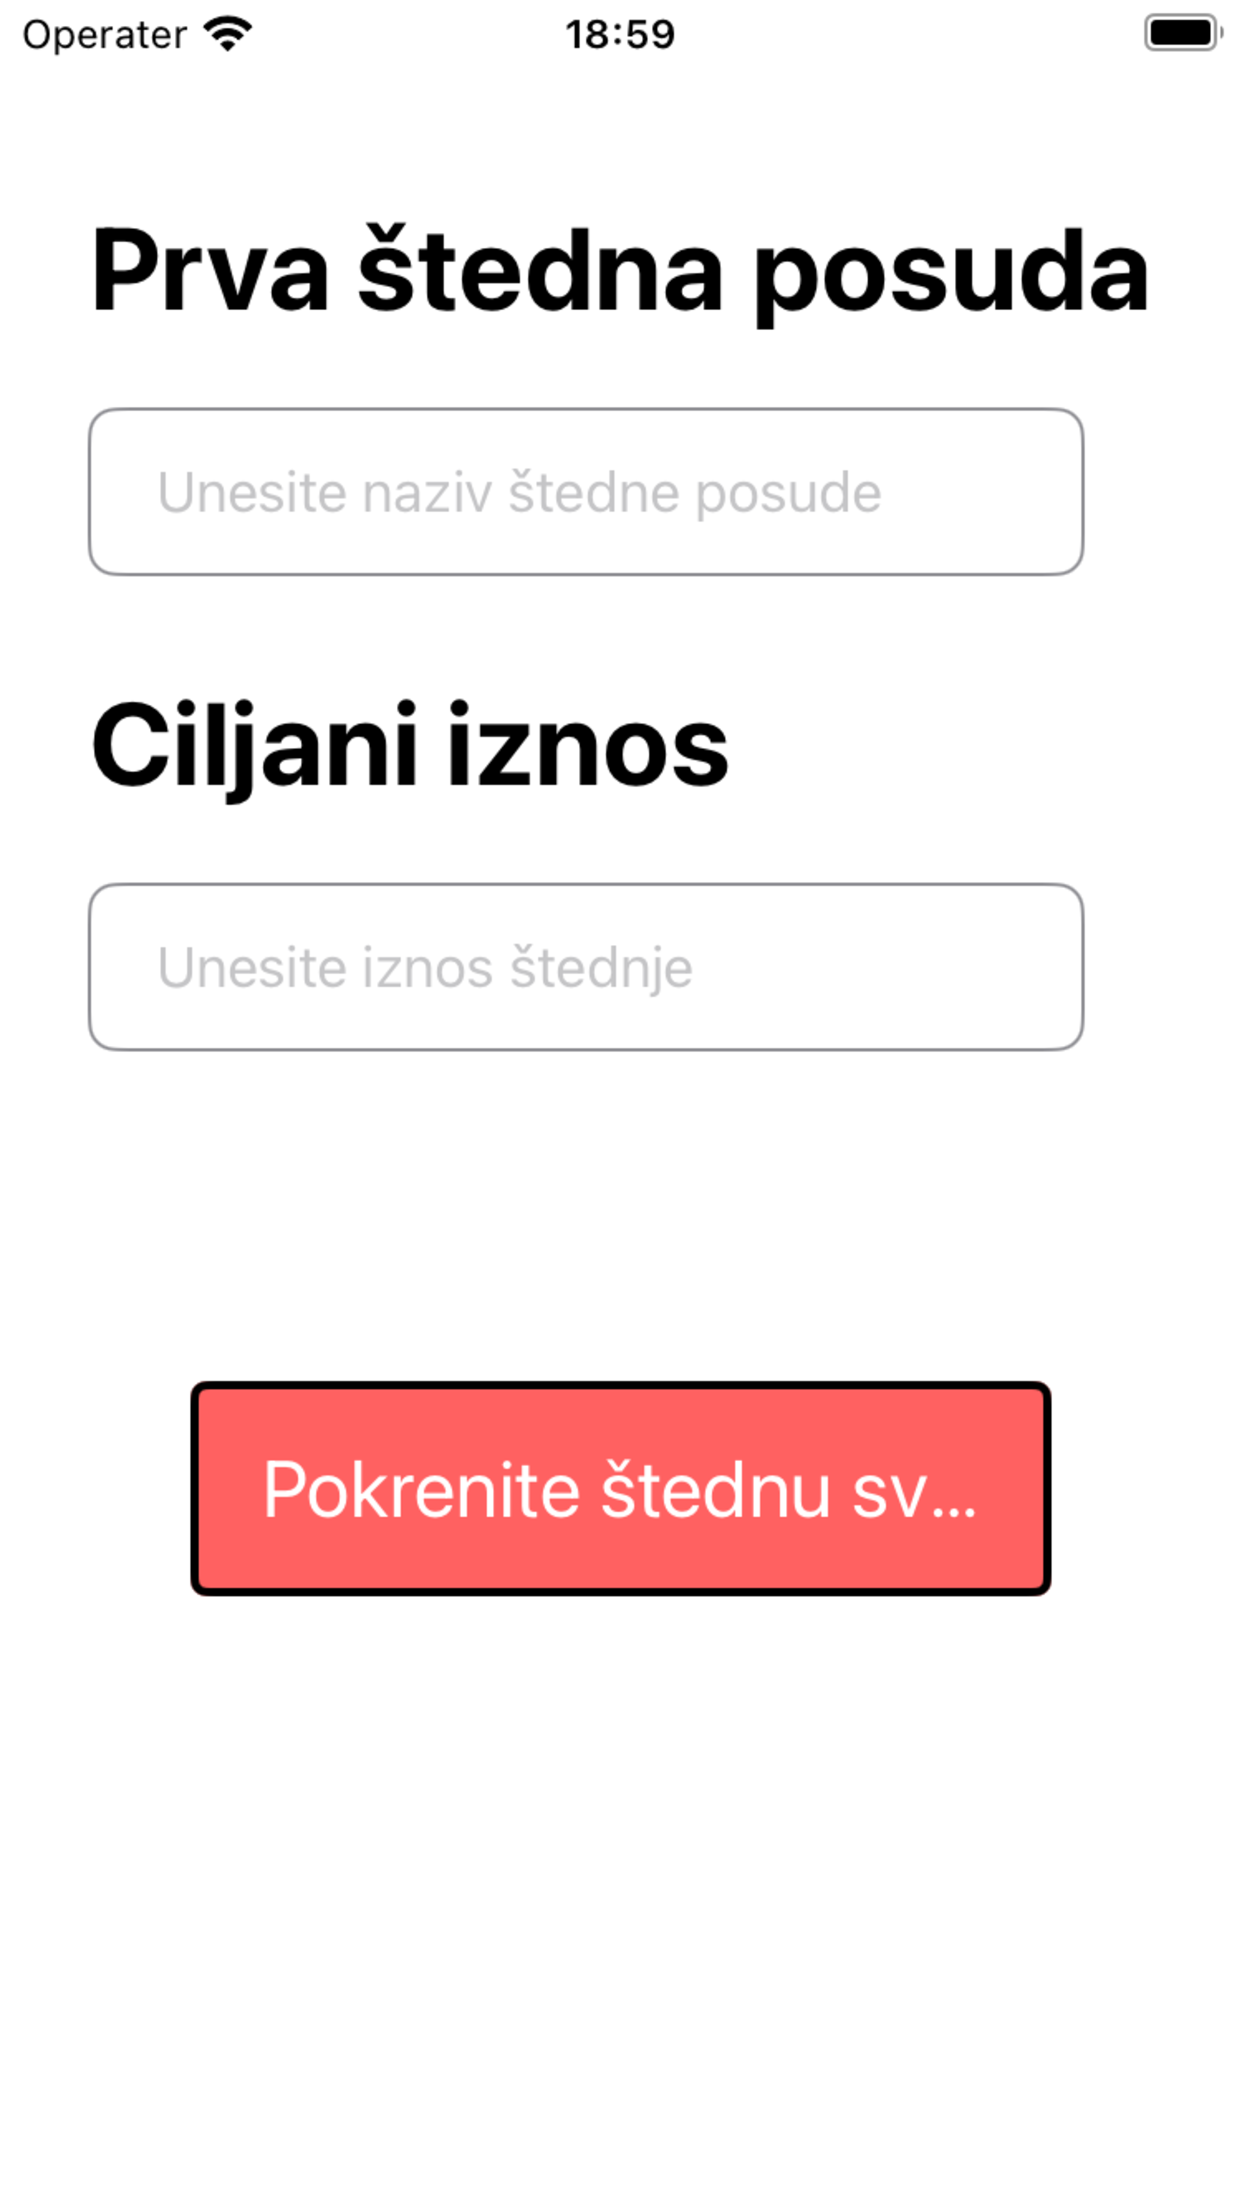 Operater 18:59
Prva štedna posuda
Unesite naziv štedne posude
Ciljani iznos
Unesite iznos štednje
Pokrenite štednu sv...